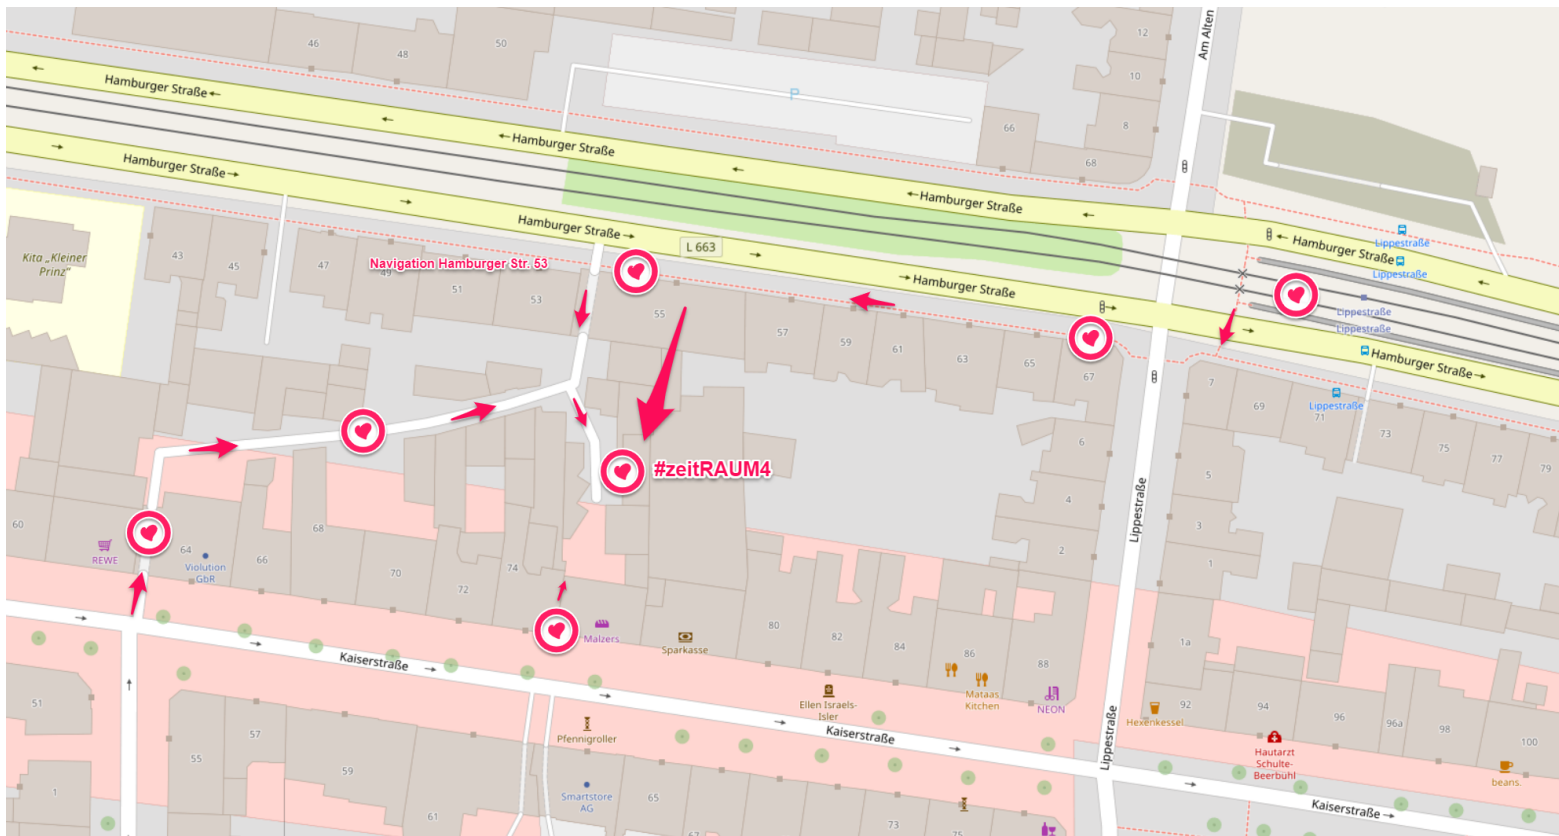 46
48
50
12
Am Alten
10
P
66
8
68
Hamburger Straße
Hamburger Straße
Hamburger Straße
Hamburger Straße
Hamburger Straße
Hamburger Straße
Hamburger Straße
Hamburger Straße
L 663
Lippestraße
Lippestraße
Lippestraße
Lippestraße
Lippestraße
Kita „Kleiner
Prinz"
43
45
47
49
51
53
Navigation Hamburger Str. 53
55
57
59
61
63
65
67
7
69
71
73
75
77
79
6
5
4
3
2
1
1a
Lippestraße
#zeitRAUM4
60
REWE
64
Violution
GbR
66
68
70
72
74
Malzers
Sparkasse
80
82
84
86
88
Mataas
Kitchen
NEON
Ellen Israels-
Isler
92
Hexenkessel
94
96
96a
98
100
Hautarzt
Schulte-
Beerbühl
beans.
Kaiserstraße
Kaiserstraße
Kaiserstraße
Lippestraße
51
55
57
59
61
1
Pfennigroller
Smartstore
AG
65
67
73
75